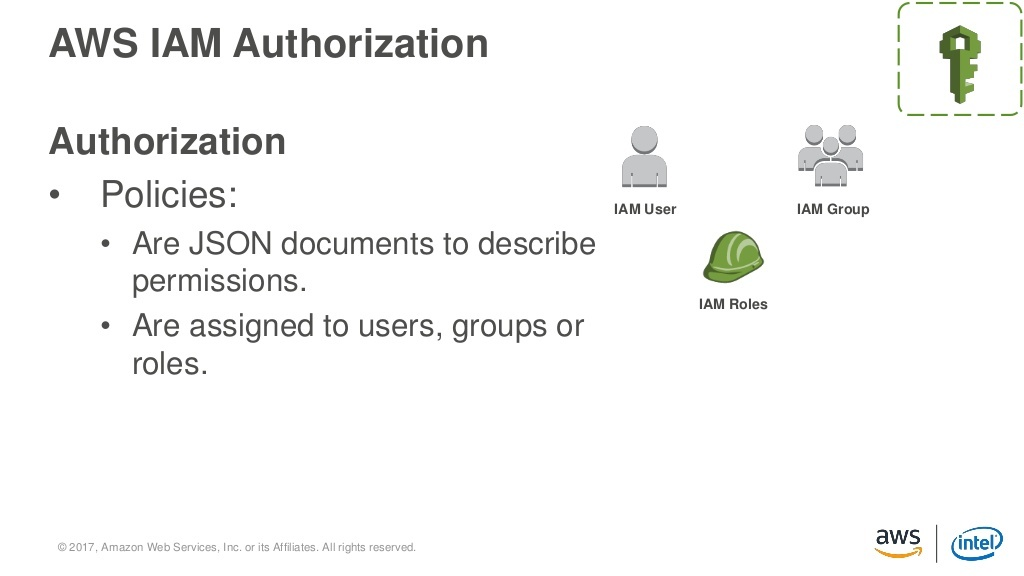 AWS IAM Authorization
Authorization
• Policies:
• Are JSON documents to describe
permissions.
• Are assigned to users, groups or
roles.
IAM User
IAM Group
IAM Roles
© 2017, Amazon Web Services, Inc. or its Affiliates. All rights reserved.
aws
intel